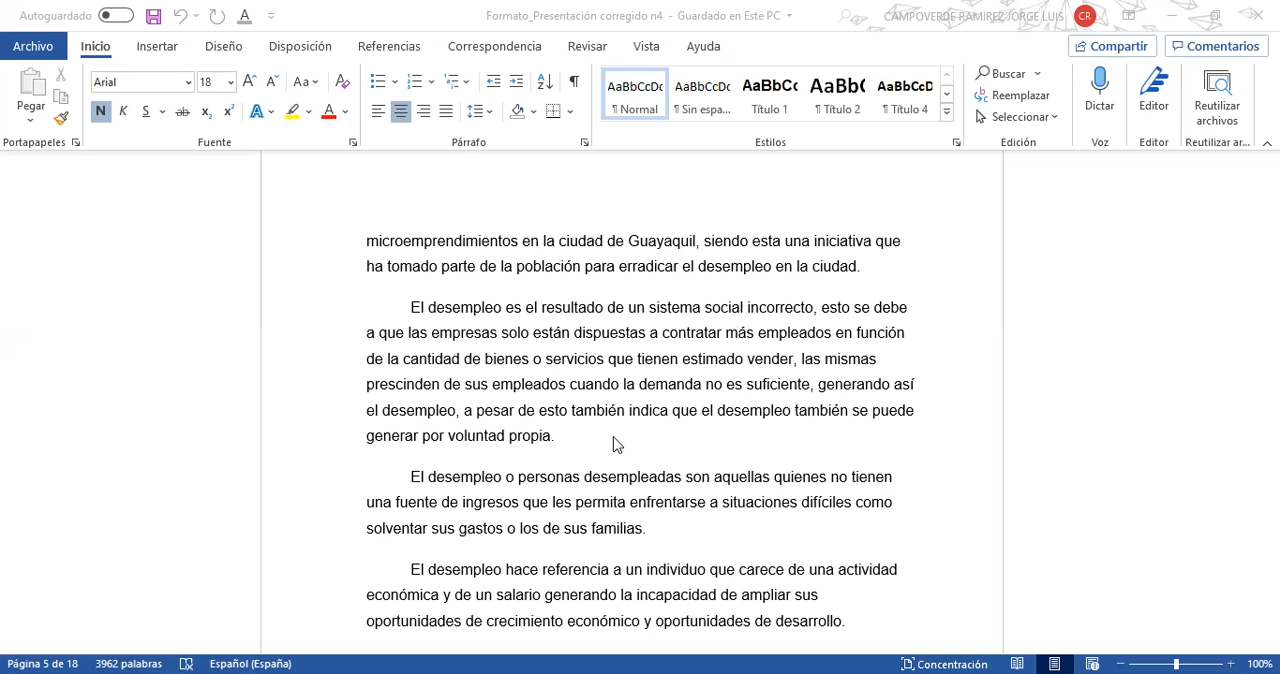 Autoguardado
Formato_Presentación corregido n4 - Guardado en Este PC
CAMPOVERDE RAMIREZ JORGE LUIS
CR
Archivo Inicio Insertar Diseño Disposición Referencias Correspondencia Revisar Vista Ayuda
Compartir Comentarios
Pegar
Arial 18
Aa
N K S ab x₂ x² A A
AaBbCcDc AaBbCcDc AaBbCc AaBbC AaBbCcD
¶ Normal ¶ Sin espa... Título 1 ¶ Título 2 ¶ Título 4
Buscar
Reemplazar
Seleccionar
Dictar
Editor
Reutilizar archivos
Portapapeles Fuente Párrafo Estilos Edición Voz Editor Reutilizar ar...
microemprendimientos en la ciudad de Guayaquil, siendo esta una iniciativa que
ha tomado parte de la población para erradicar el desempleo en la ciudad.
El desempleo es el resultado de un sistema social incorrecto, esto se debe
a que las empresas solo están dispuestas a contratar más empleados en función
de la cantidad de bienes o servicios que tienen estimado vender, las mismas
prescinden de sus empleados cuando la demanda no es suficiente, generando así
el desempleo, a pesar de esto también indica que el desempleo también se puede
generar por voluntad propia.
El desempleo o personas desempleadas son aquellas quienes no tienen
una fuente de ingresos que les permita enfrentarse a situaciones difíciles como
solventar sus gastos o los de sus familias.
El desempleo hace referencia a un individuo que carece de una actividad
económica y de un salario generando la incapacidad de ampliar sus
oportunidades de crecimiento económico y oportunidades de desarrollo.
Página 5 de 18 3962 palabras Español (España) Concentración 100%